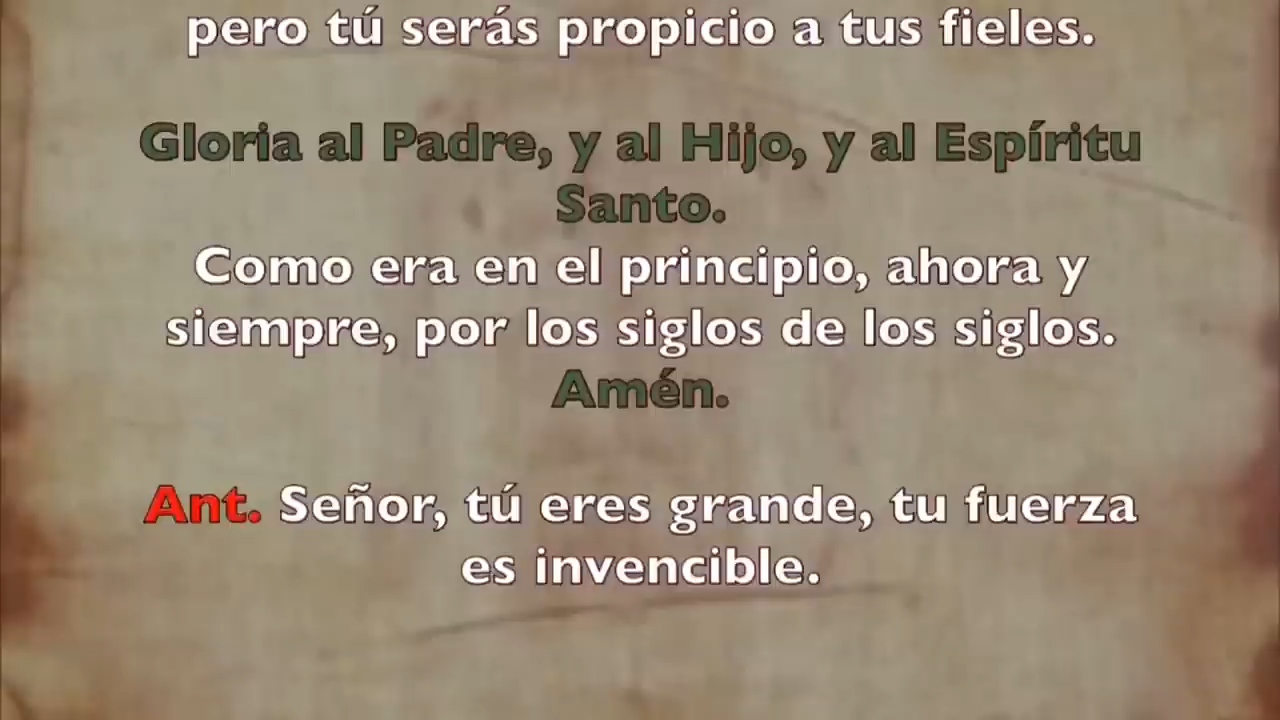 pero tú serás propicio a tus fieles.
Gloria al Padre, y al Hijo, y al Espíritu
Santo.
Como era en el principio, ahora y
siempre, por los siglos de los siglos.
Amén.
Ant. Señor, tú eres grande, tu fuerza
es invencible.